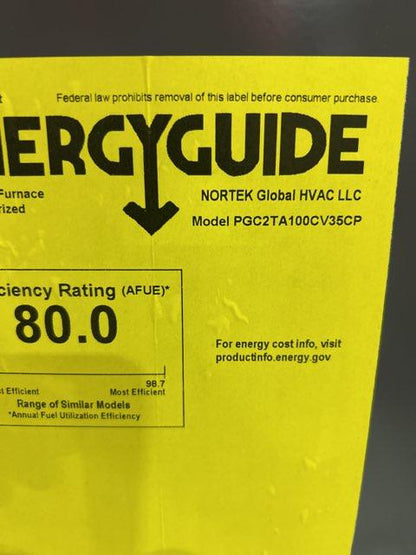 t
Federal law prohibits removal of this label before consumer purchase.
NERGYGUIDE
Furnace
rized
NORTEK Global HVAC LLC
Model PGC2TA100CV35CP
ciency Rating (AFUE)*
80.0
For energy cost info, visit
productinfo.energy.gov
98.7
st Efficient
Most Efficient
Range of Similar Models
*Annual Fuel Utilization Efficiency